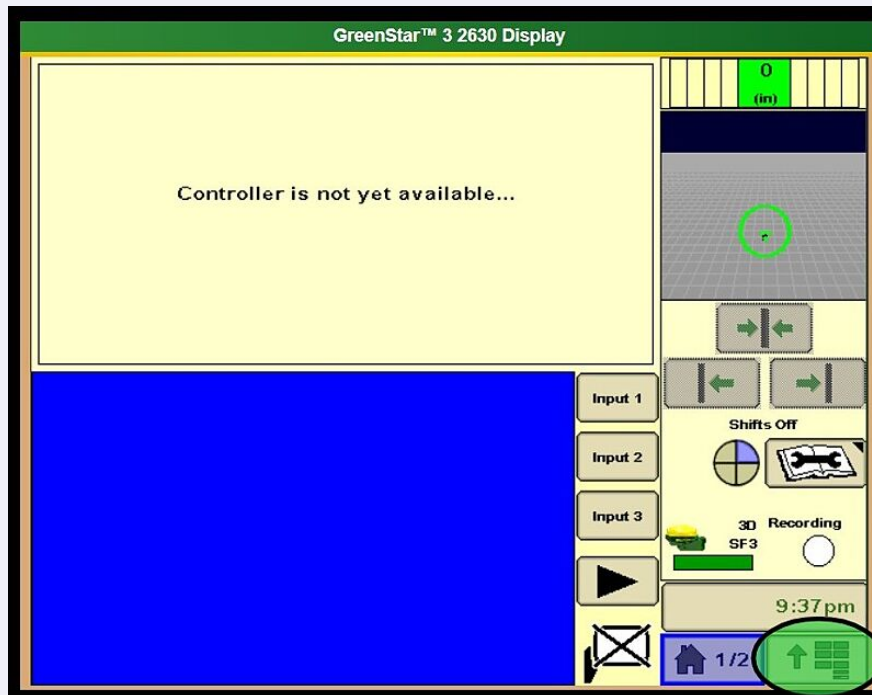 GreenStar™ 3 2630 Display
0
(in)
Controller is not yet available...
Input 1
Input 2
Input 3
Shifts Off
3D
SF3
Recording
9:37pm
1/2